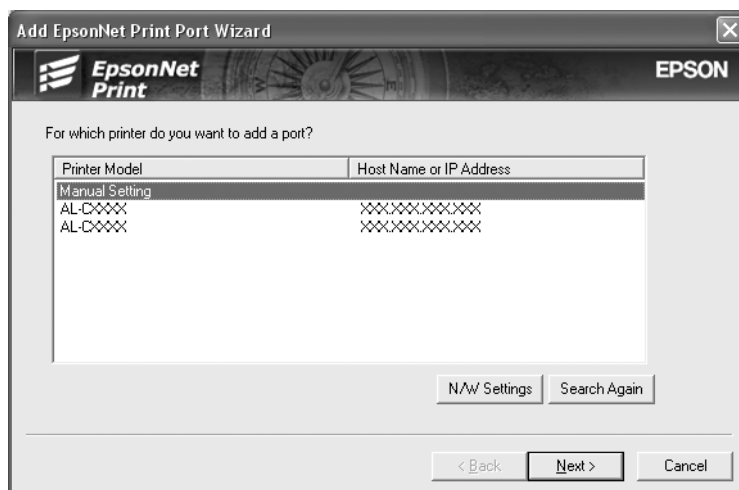 Add EpsonNet Print Port Wizard
EpsonNet
Print
EPSON
For which printer do you want to add a port?
Printer Model Host Name or IP Address
Manual Setting
AL-CXXXX XXX.XXX.XXX.XXX
AL-CXXXX XXX.XXX.XXX.XXX
N/W Settings Search Again
< Back Next > Cancel